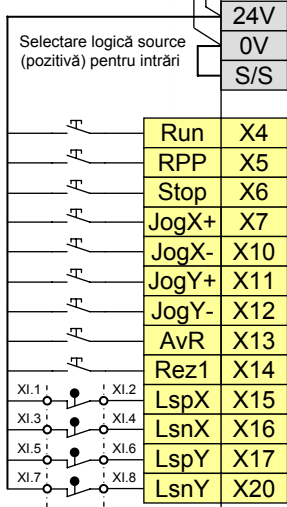 24V
Selectare logică source 0V
(pozitivă) pentru intrări S/S
Run X4
RPP X5
Stop X6
JogX+ X7
JogX- X10
JogY+ X11
JogY- X12
AvR X13
Rez1 X14
XI.1 XI.2 LspX X15
XI.3 XI.4 LsnX X16
XI.5 XI.6 LspY X17
XI.7 XI.8 LsnY X20